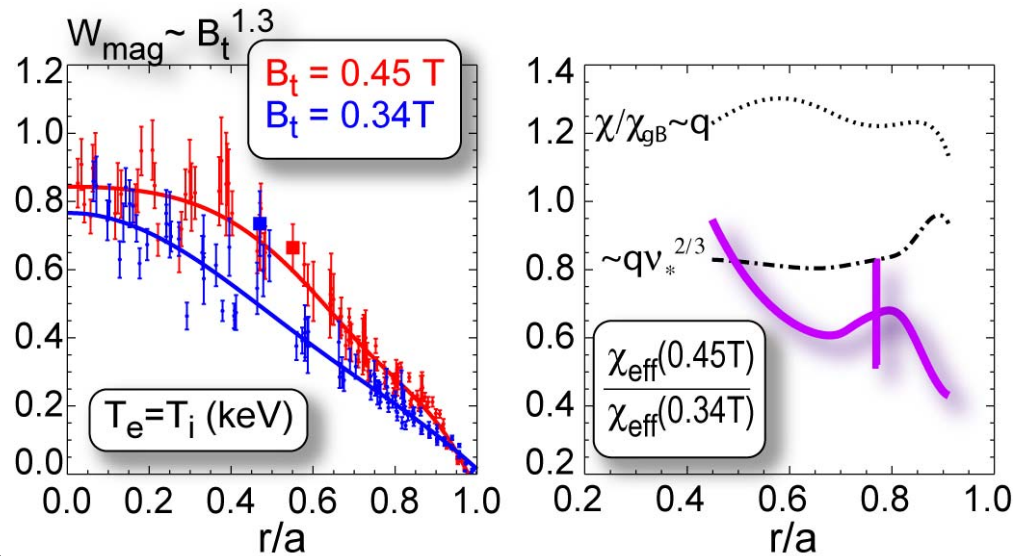 W_mag~ B_t^1.3
B_t = 0.45 T
B_t = 0.34T
T_e=T_i (keV)
1.2
1.0
0.8
0.6
0.4
0.2
0.0
0.0 0.2 0.4 0.6 0.8 1.0
r/a
χ/χ_gB~q
~qν_*^2/3
χ_eff(0.45T)
χ_eff(0.34T)
1.4
1.2
1.0
0.8
0.6
0.4
0.2
0.2 0.4 0.6 0.8 1.0
r/a